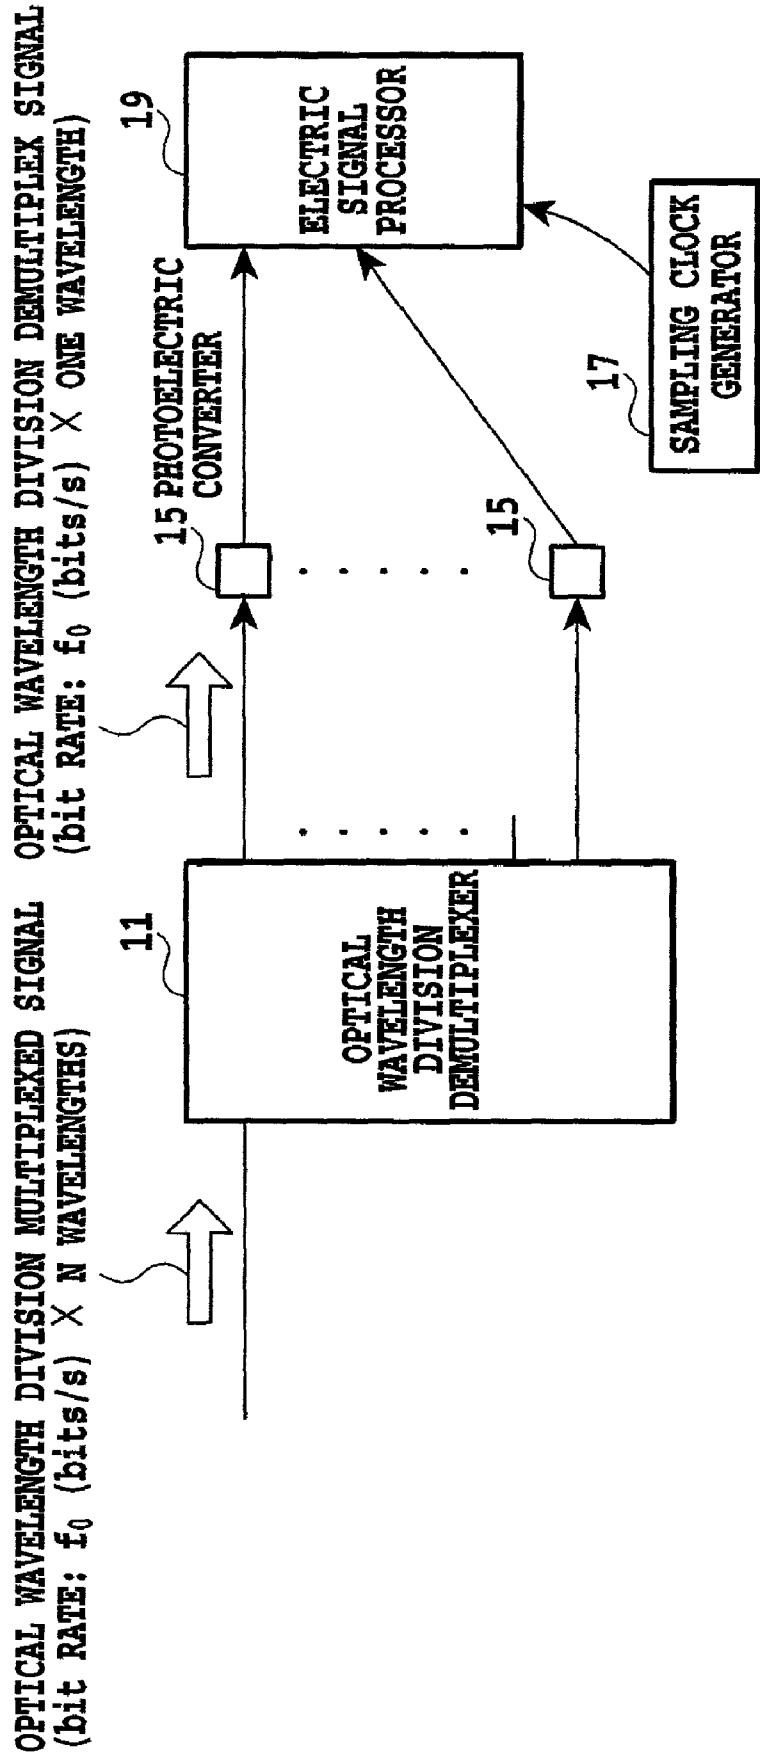 OPTICAL WAVELENGTH DIVISION MULTIPLEXED SIGNAL
(bit RATE: f0 (bits/s) × N WAVELENGTHS)
OPTICAL WAVELENGTH DIVISION DEMULTIPLEX SIGNAL
(bit RATE: f0 (bits/s) × ONE WAVELENGTH)
11
OPTICAL
WAVELENGTH
DIVISION
DEMULTIPLEXER
15 PHOTOELECTRIC
CONVERTER
15
19
ELECTRIC
SIGNAL
PROCESSOR
17
SAMPLING CLOCK
GENERATOR